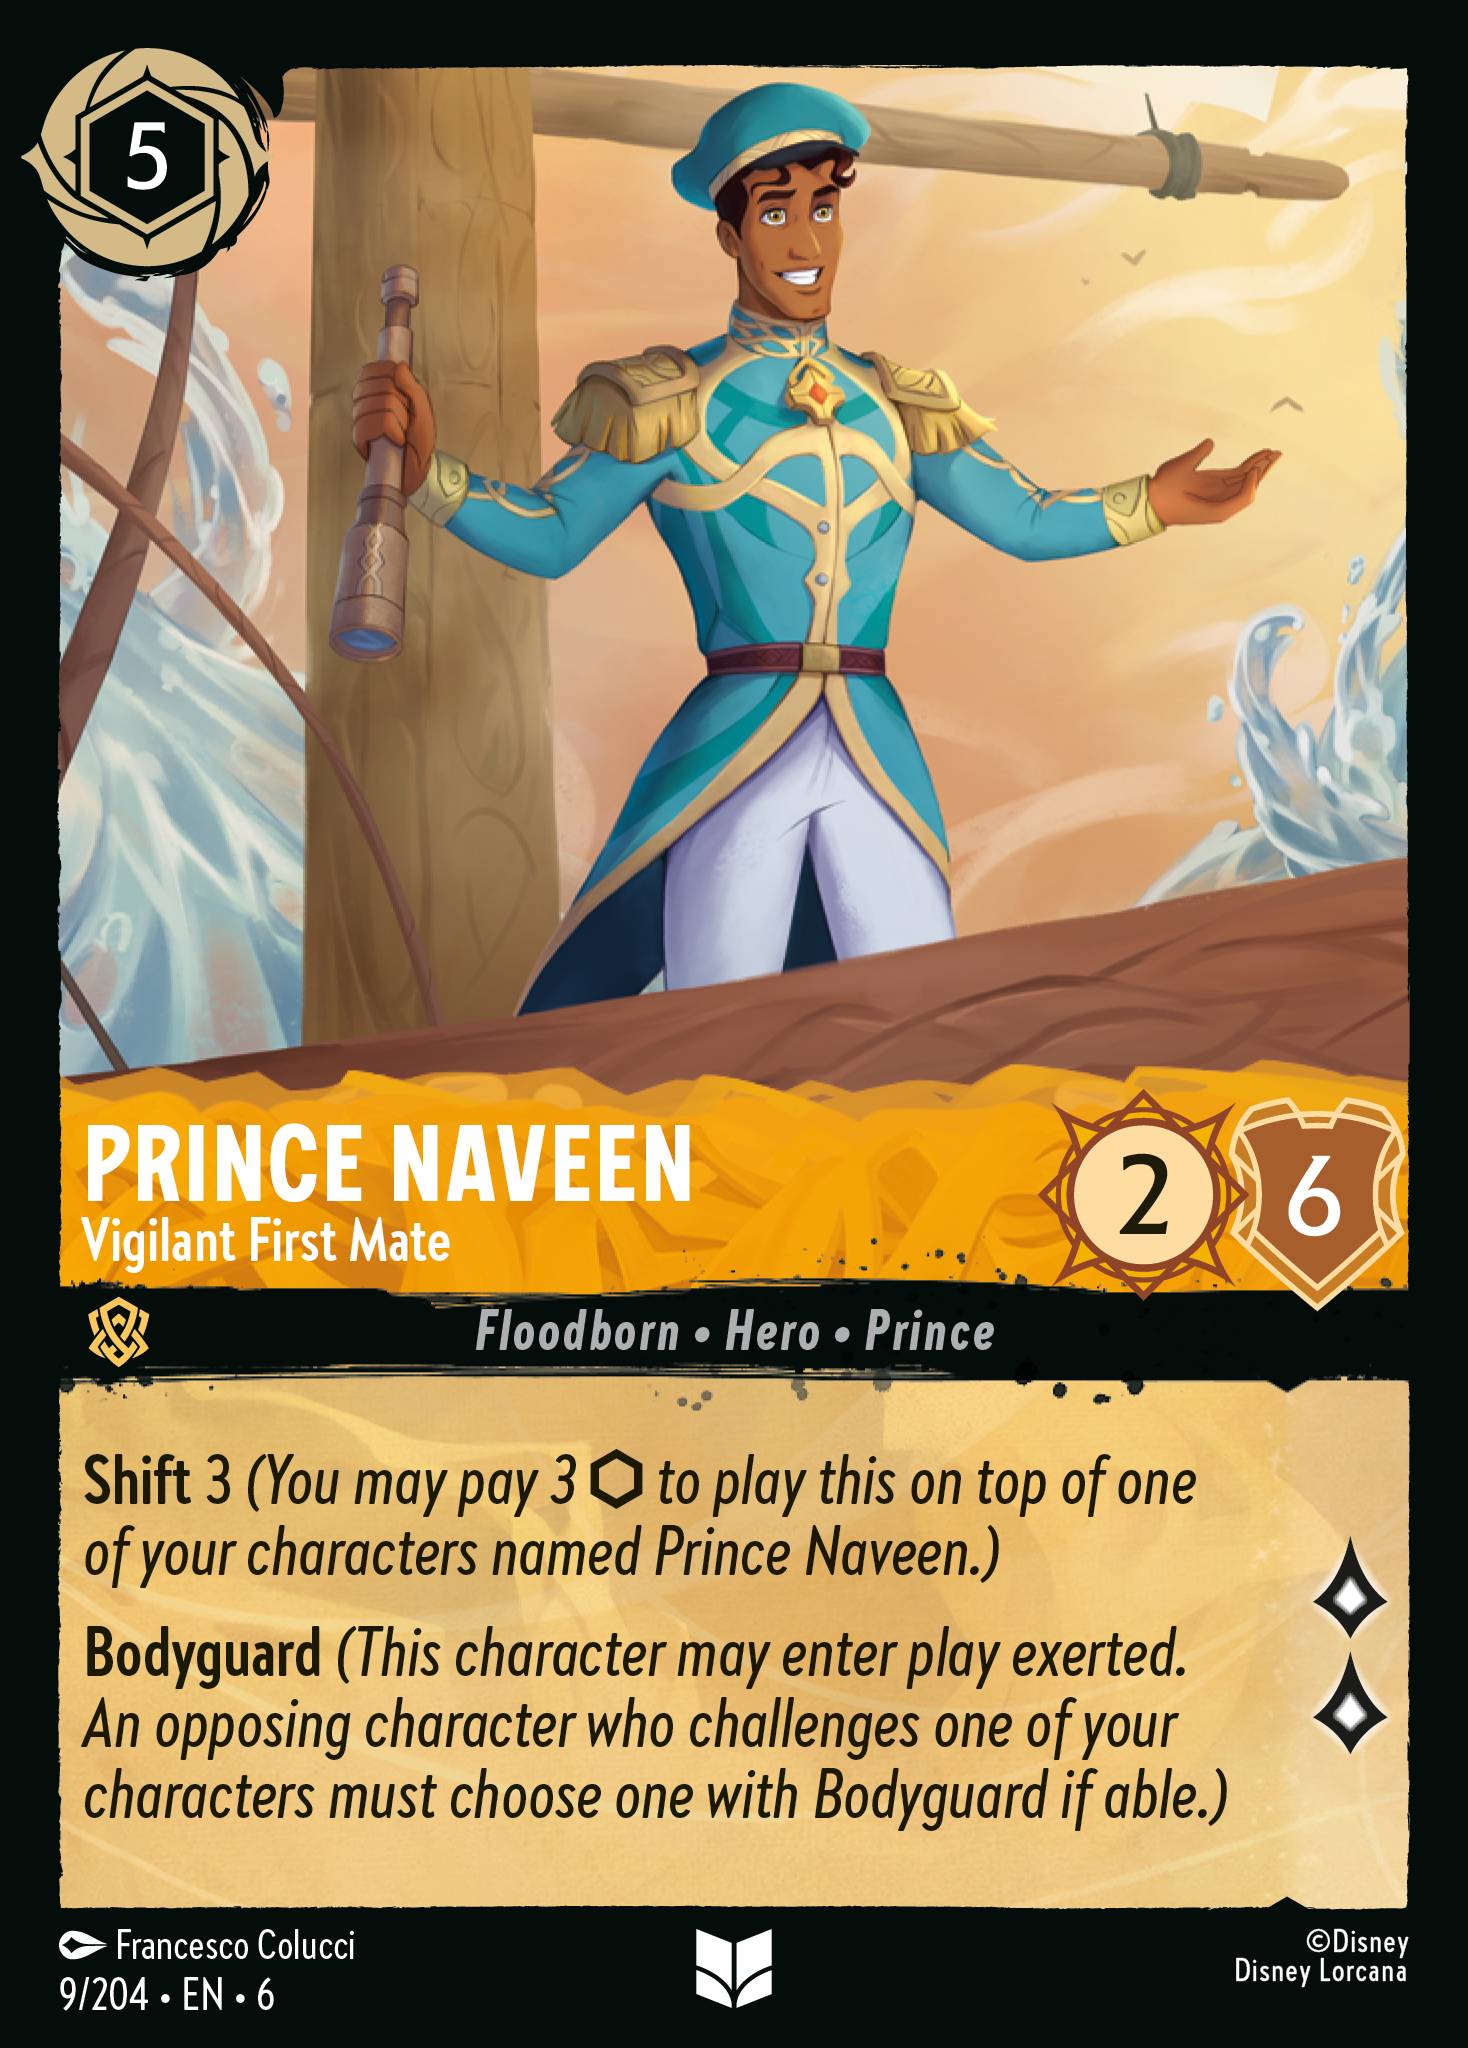 5
PRINCE NAVEEN
Vigilant First Mate
2
6
Floodborn • Hero • Prince
Shift 3 (You may pay 3 ⬡ to play this on top of one
of your characters named Prince Naveen.)
Bodyguard (This character may enter play exerted.
An opposing character who challenges one of your
characters must choose one with Bodyguard if able.)
Francesco Colucci
9/204 • EN • 6
©Disney
Disney Lorcana